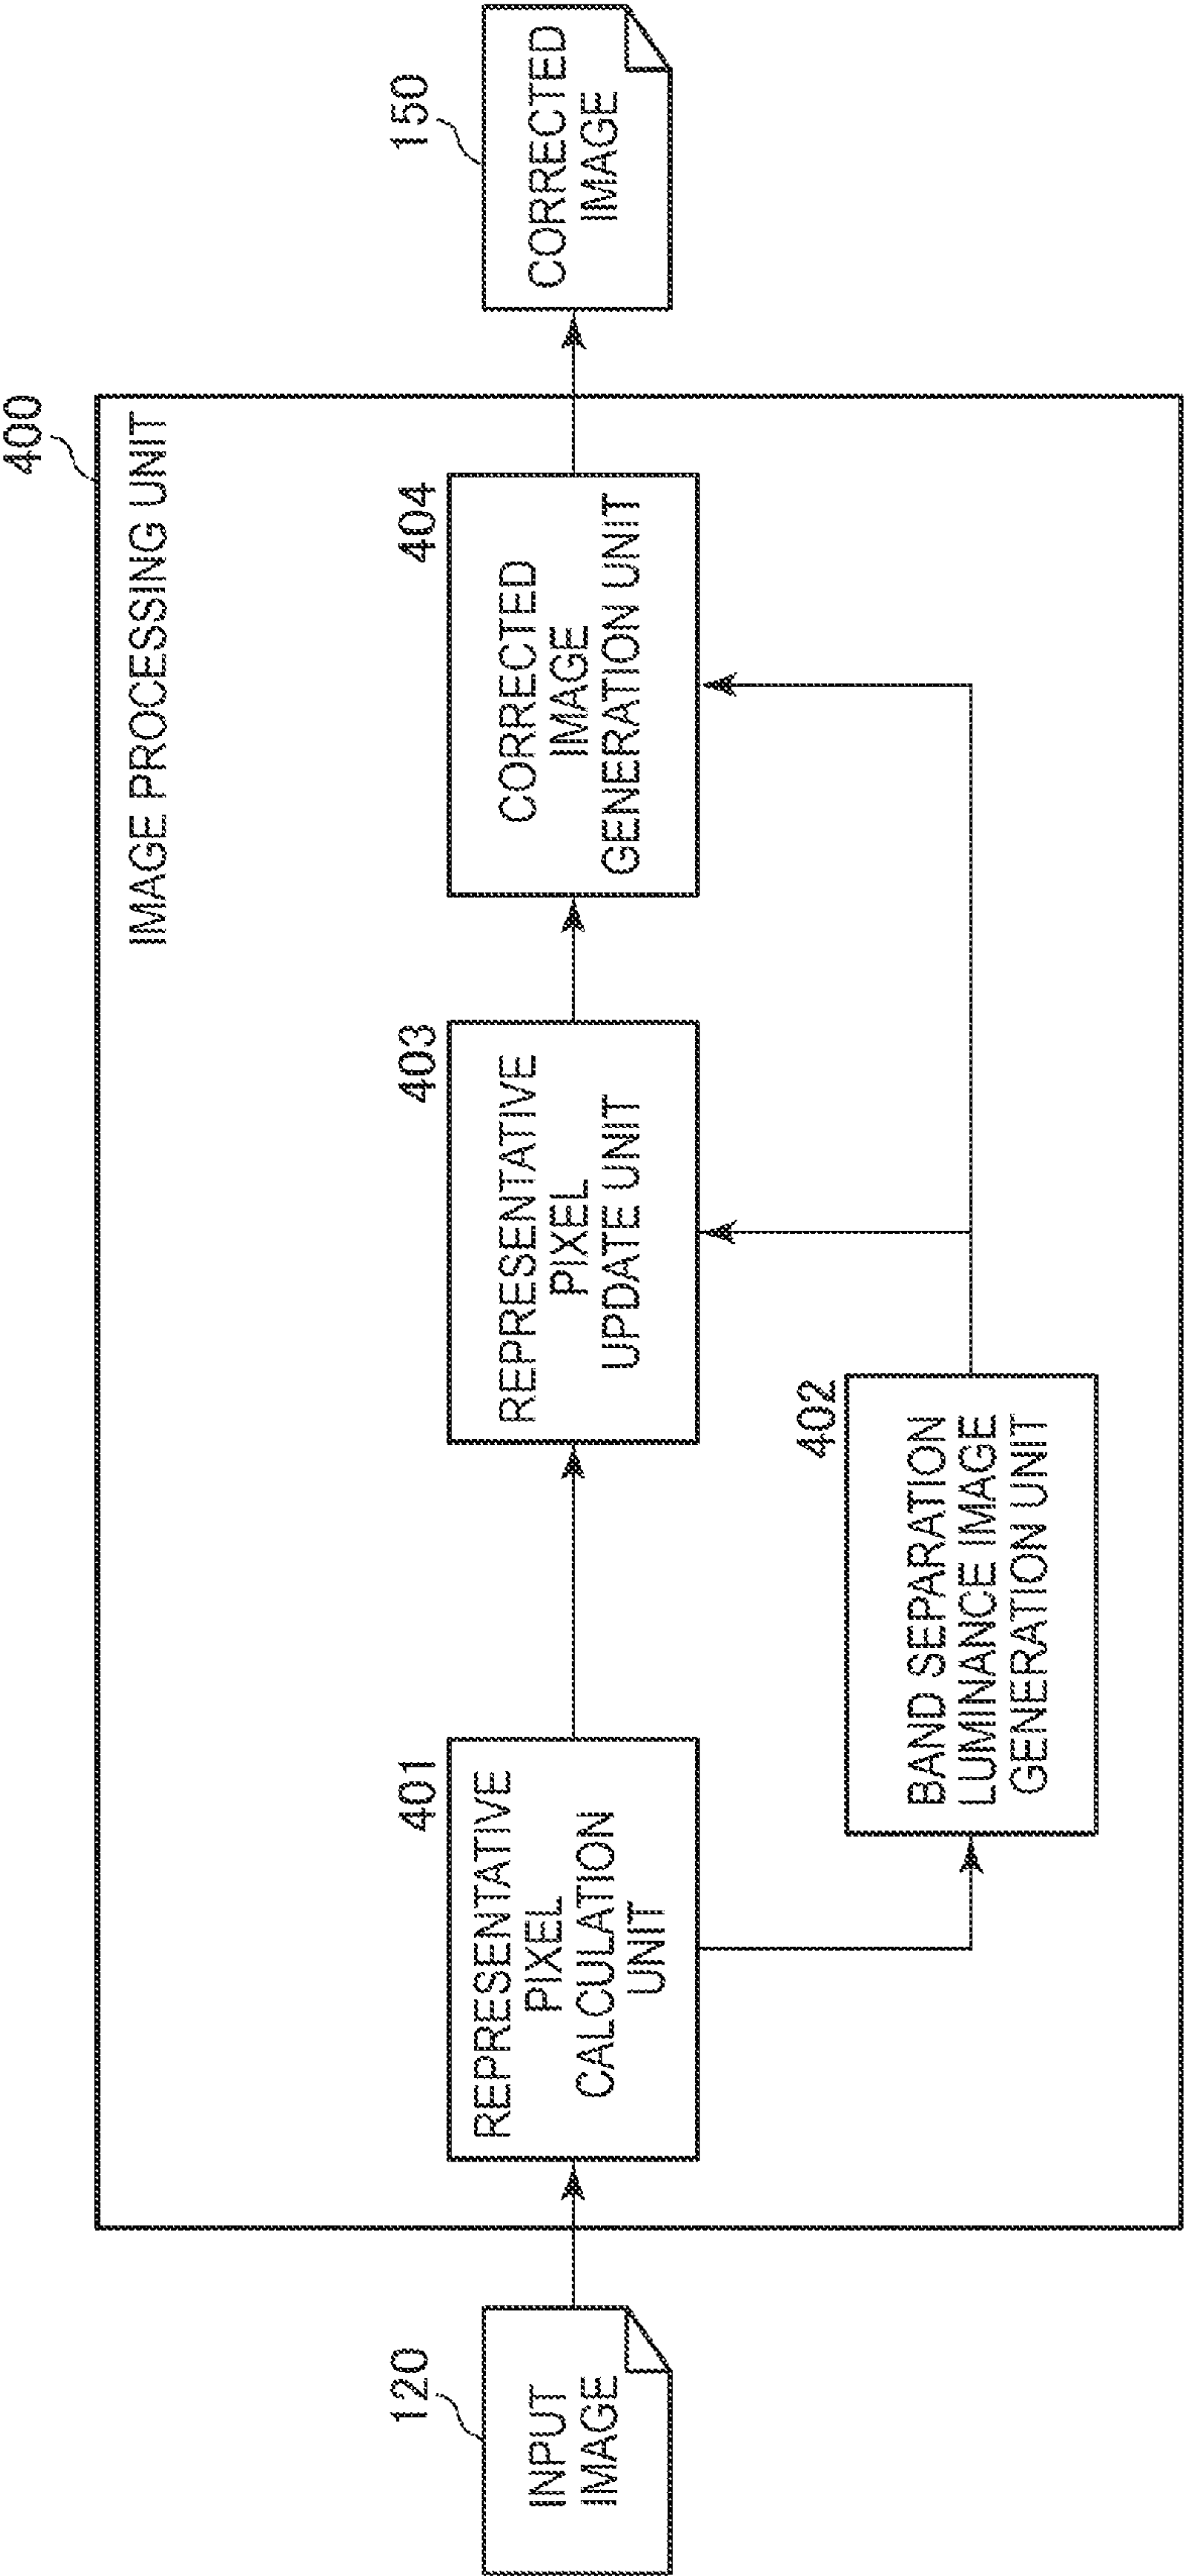 400
IMAGE PROCESSING UNIT
120
INPUT
IMAGE
401
REPRESENTATIVE
PIXEL
CALCULATION
UNIT
402
BAND SEPARATION
LUMINANCE IMAGE
GENERATION UNIT
403
REPRESENTATIVE
PIXEL
UPDATE UNIT
404
CORRECTED
IMAGE
GENERATION UNIT
150
CORRECTED
IMAGE